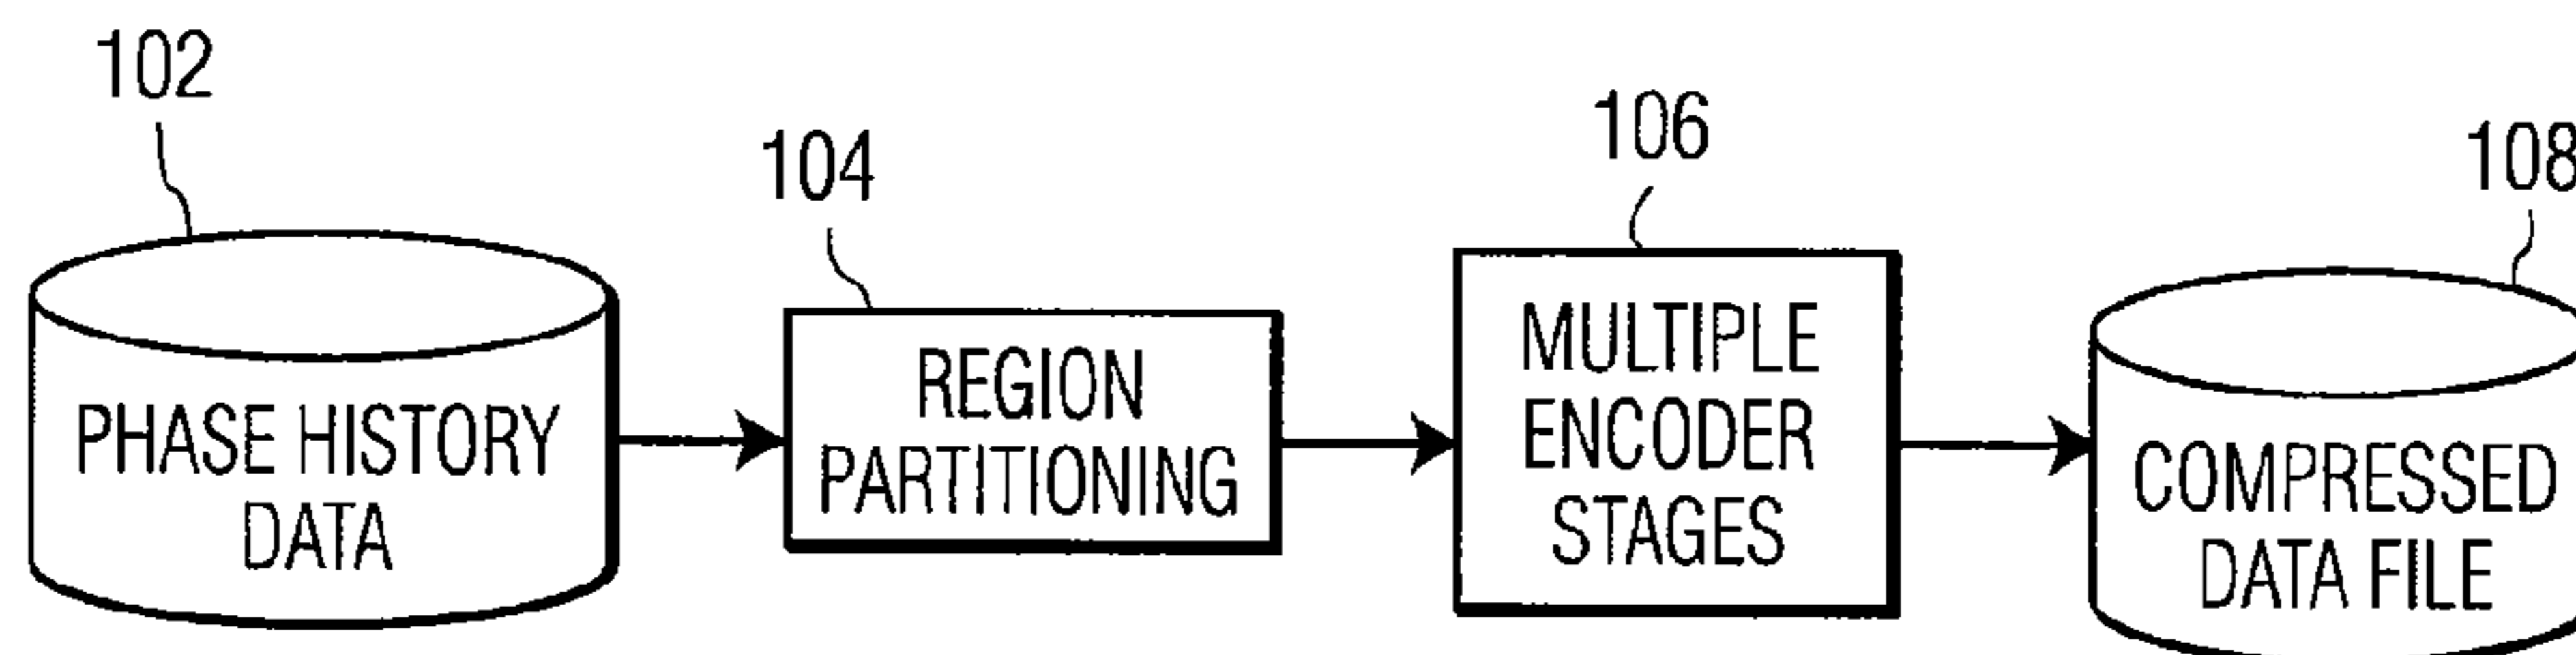 102
104
106
108
PHASE HISTORY
DATA
REGION
PARTITIONING
MULTIPLE
ENCODER
STAGES
COMPRESSED
DATA FILE